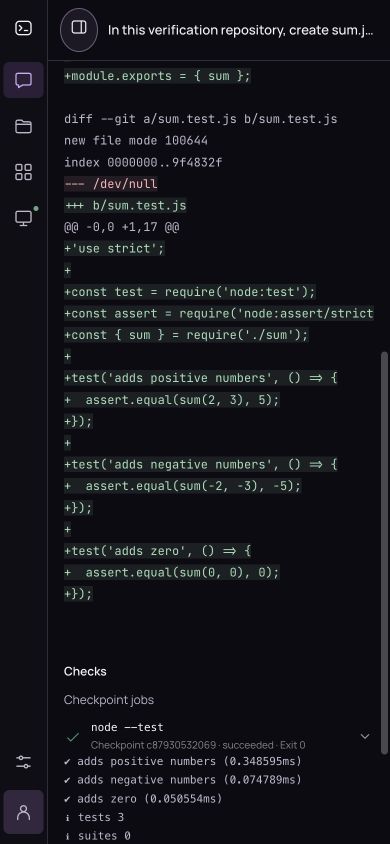 In this verification repository, create sum.j…
+module.exports = { sum };
diff --git a/sum.test.js b/sum.test.js
new file mode 100644
index 0000000..9f4832f
--- /dev/null
+++ b/sum.test.js
@@ -0,0 +1,17 @@
+'use strict';
+
+const test = require('node:test');
+const assert = require('node:assert/strict
+const { sum } = require('./sum');
+
+test('adds positive numbers', () => {
+  assert.equal(sum(2, 3), 5);
+});
+
+test('adds negative numbers', () => {
+  assert.equal(sum(-2, -3), -5);
+});
+
+test('adds zero', () => {
+  assert.equal(sum(0, 0), 0);
+});
Checks
Checkpoint jobs
node --test
Checkpoint c87930532069 · succeeded · Exit 0
✔ adds positive numbers (0.348595ms)
✔ adds negative numbers (0.074789ms)
✔ adds zero (0.050554ms)
ℹ tests 3
ℹ suites 0